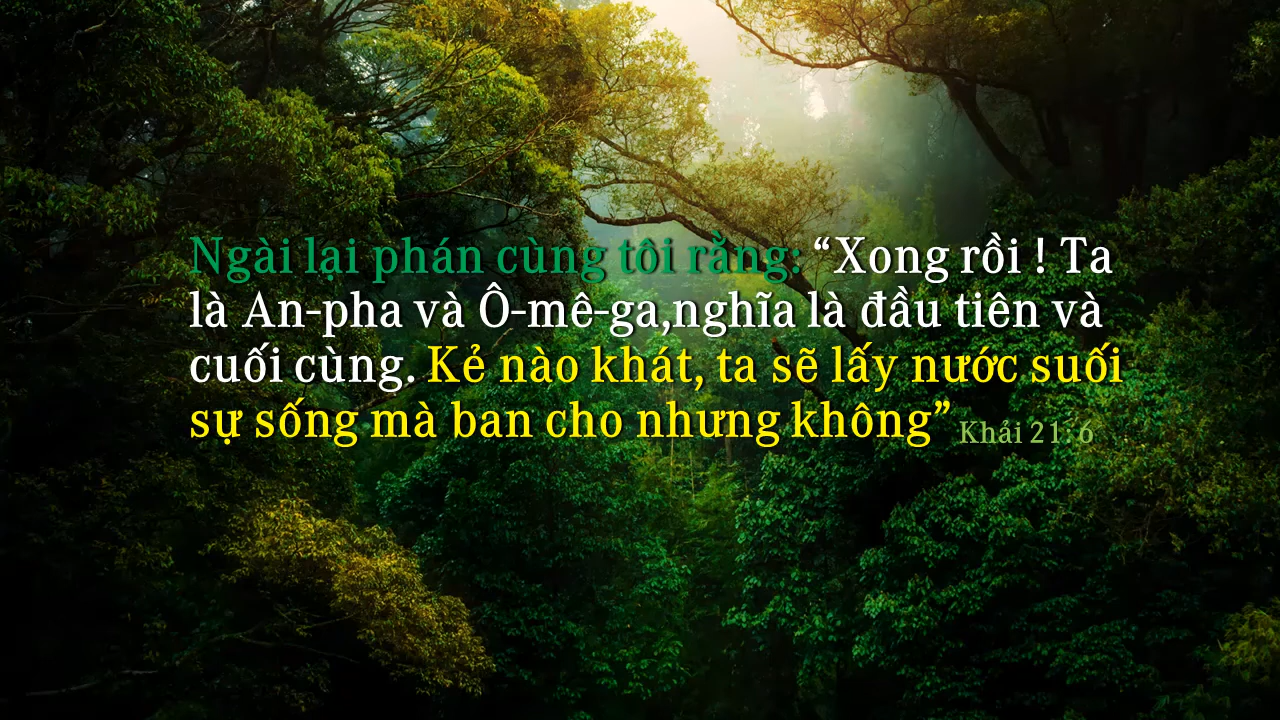 Ngài lại phán cùng tôi rằng: “Xong rồi ! Ta
là An-pha và Ô-mê-ga,nghĩa là đầu tiên và
cuối cùng. Kẻ nào khát, ta sẽ lấy nước suối
sự sống mà ban cho nhưng không” Khải 21: 6